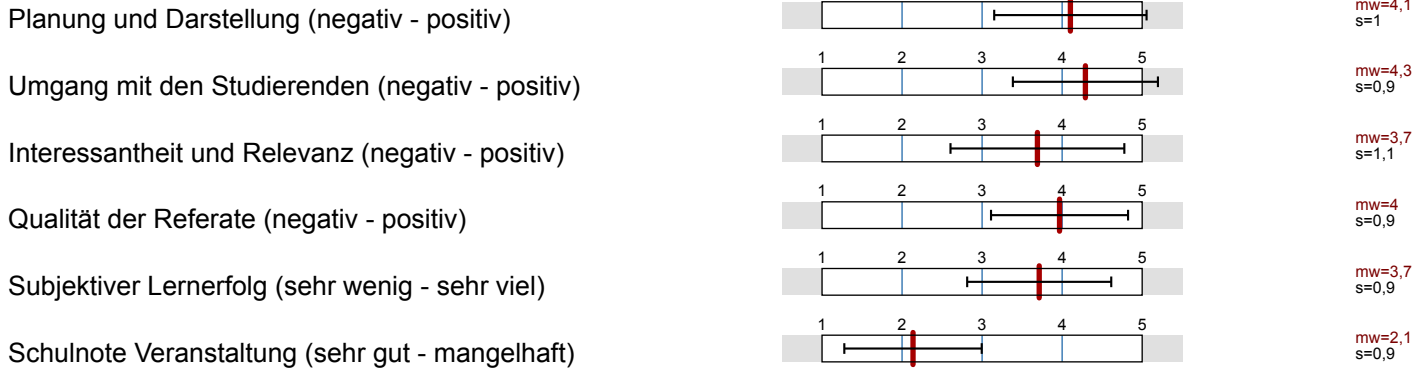 Planung und Darstellung (negativ - positiv)
mw=4,1
s=1
1 2 3 4 5
Umgang mit den Studierenden (negativ - positiv)
mw=4,3
s=0,9
1 2 3 4 5
Interessantheit und Relevanz (negativ - positiv)
mw=3,7
s=1,1
1 2 3 4 5
Qualität der Referate (negativ - positiv)
mw=4
s=0,9
1 2 3 4 5
Subjektiver Lernerfolg (sehr wenig - sehr viel)
mw=3,7
s=0,9
1 2 3 4 5
Schulnote Veranstaltung (sehr gut - mangelhaft)
mw=2,1
s=0,9